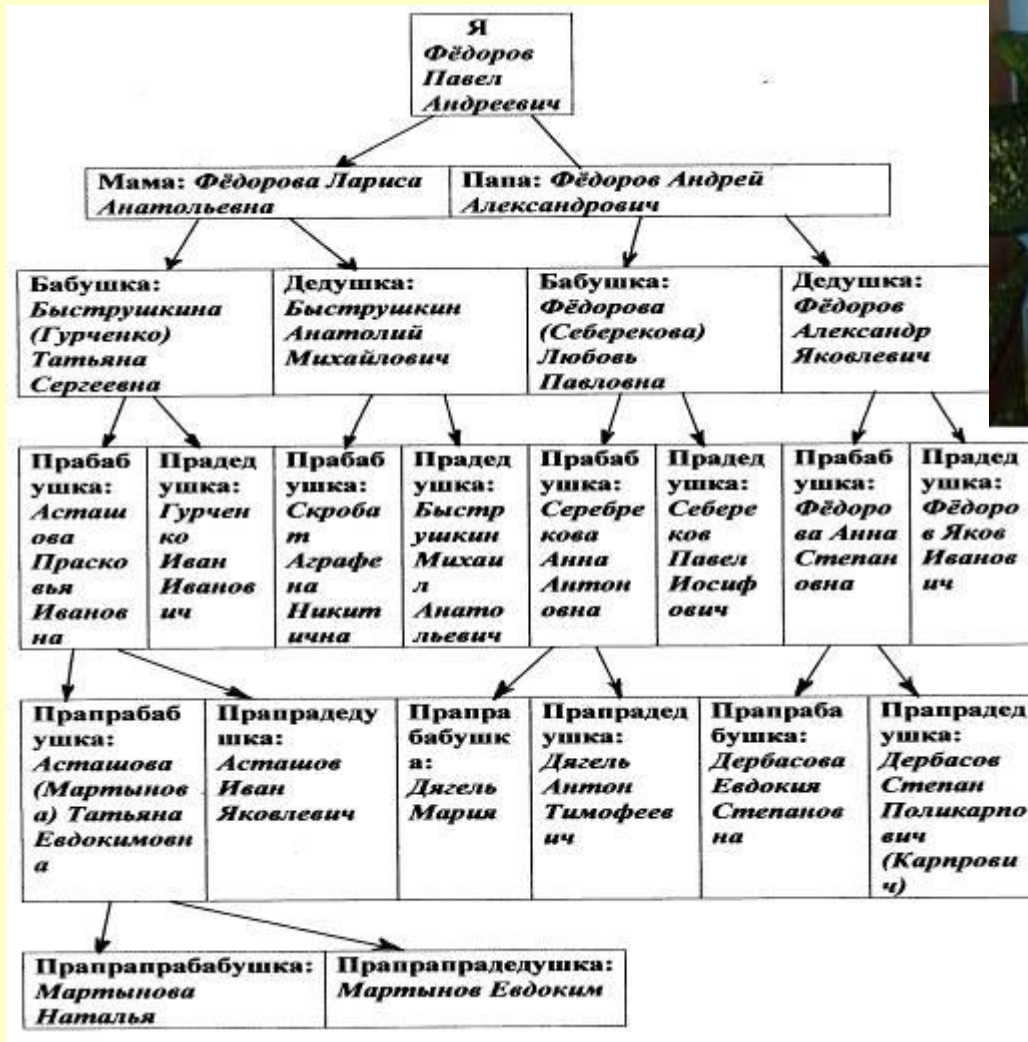 Я
Фёдоров
Павел
Андреевич
Мама: Фёдорова Лариса
Анатольевна
Папа: Фёдоров Андрей
Александрович
Бабушка:
Быструшкина
(Гурченко)
Татьяна
Сергеевна
Дедушка:
Быструшкин
Анатолий
Михайлович
Бабушка:
Фёдорова
(Себерекова)
Любовь
Павловна
Дедушка:
Фёдоров
Александр
Яковлевич
Прабаб
ушка:
Асташ
ова
Праско
вья
Иванов
на
Прадед
ушка:
Гурчен
ко
Иван
Иванов
ич
Прабаб
ушка:
Скроба
т
Аграфе
на
Никит
ична
Прадед
ушка:
Быстр
ушкин
Михаи
л
Анато
льевич
Прабаб
ушка:
Серебре
кова
Анна
Антон
овна
Прадед
ушка:
Себере
ков
Павел
Иосиф
ович
Прабаб
ушка:
Фёдоро
ва Анна
Степан
овна
Прадед
ушка:
Фёдоро
в Яков
Иванов
ич
Прапрабаб
ушка:
Асташова
(Мартынов
а) Татьяна
Евдокимовн
а
Прапрадеду
шка:
Асташов
Иван
Яковлевич
Прапра
бабушк
а:
Дягель
Мария
Прапрадед
ушка:
Дягель
Антон
Тимофеев
ич
Прапраба
бушка:
Дербасова
Евдокия
Степанов
на
Прапрадед
ушка:
Дербасов
Степан
Поликарпо
вич
(Карпрови
ч)
Прапрапрабабушка:
Мартынова
Наталья
Прапрапрадедушка:
Мартынов Евдоким